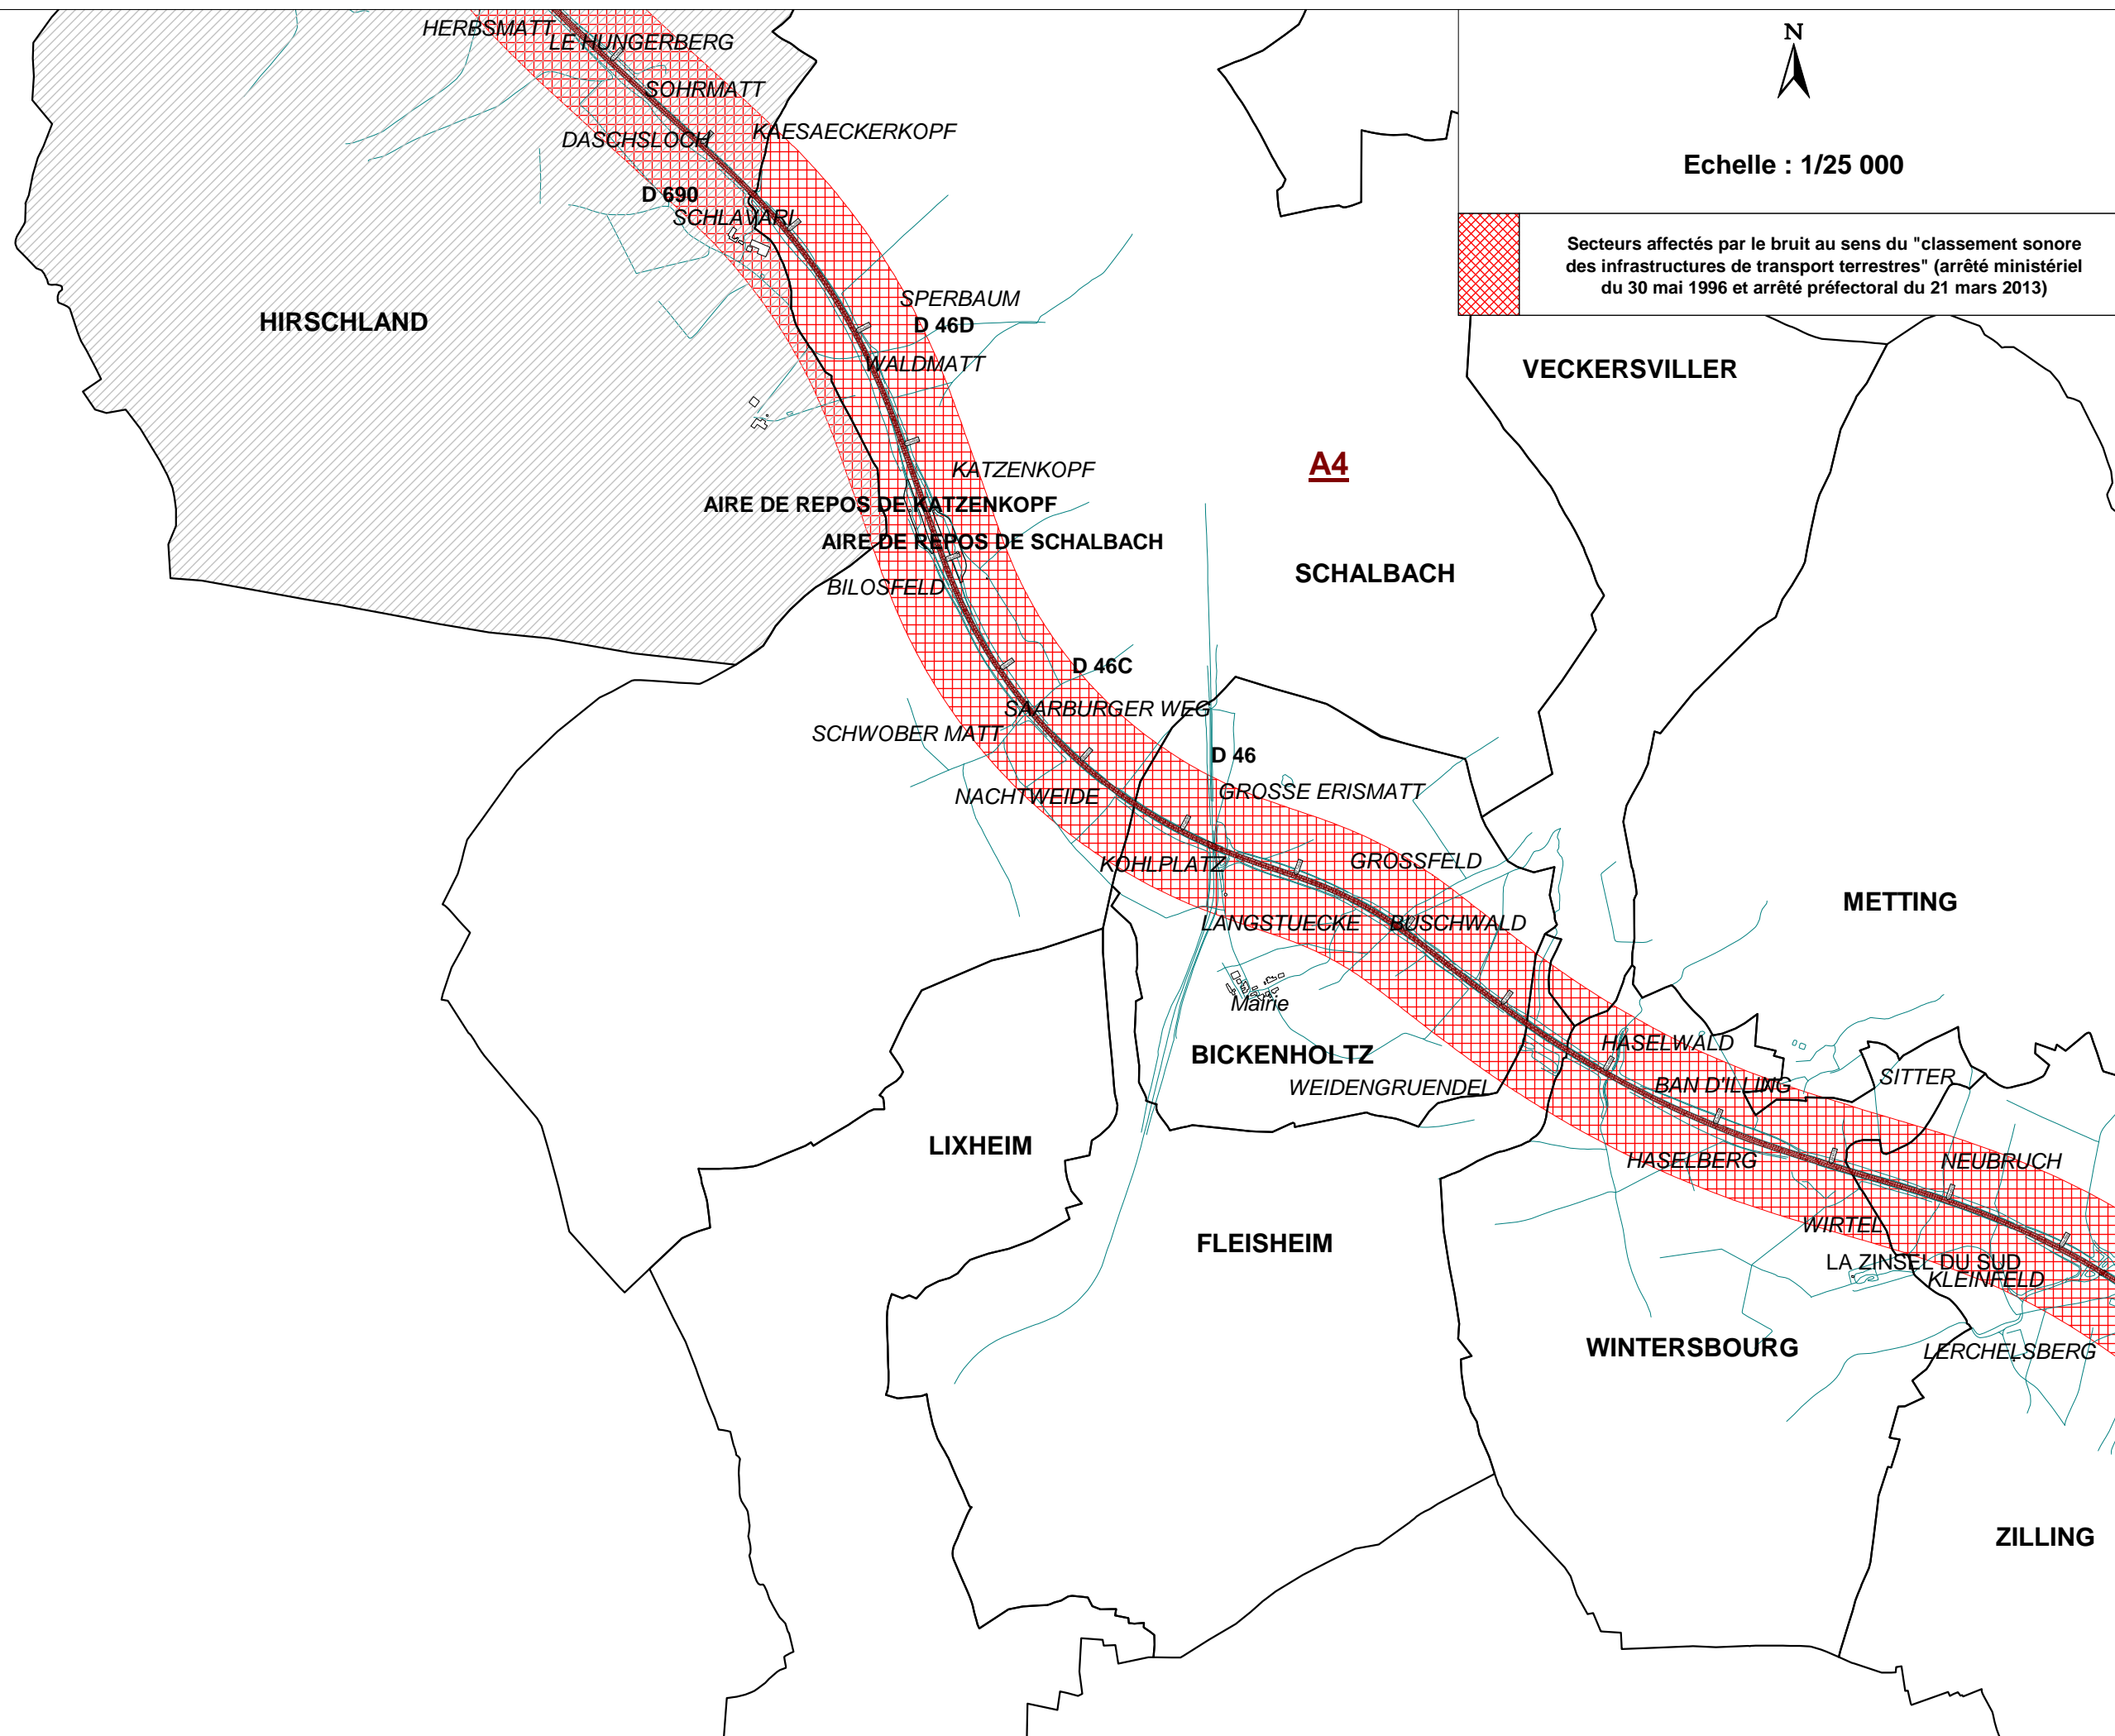 HERBSMATT
LE HUNGERBERG
N
SOHRMATT
DASCHSLOCH
KAESAECKERKOPF
Echelle : 1/25 000
D 690
SCHLAVARI
Secteurs affectés par le bruit au sens du "classement sonore
des infrastructures de transport terrestres" (arrêté ministériel
du 30 mai 1996 et arrêté préfectoral du 21 mars 2013)
SPERBAUM
HIRSCHLAND
D 46D
WALDMATT
VECKERSVILLER
A4
KATZENKOPF
AIRE DE REPOS DE KATZENKOPF
AIRE DE REPOS DE SCHALBACH
SCHALBACH
BILOSFELD
D 46C
SAARBURGER WEG
SCHWOBER MATT
D 46
NACHTWEIDE
GROSSE ERISMATT
KOHLPLATZ
GROSSFELD
METTING
LANGSTUECKE
BUSCHWALD
Mairie
HASELWALD
BICKENHOLTZ
WEIDENGRUENDEL
BAN D'ILLING
SITTER
LIXHEIM
HASELBERG
NEUBRUCH
WIRTEL
FLEISHEIM
LA ZINSEL DU SUD
KLEINFELD
WINTERSBOURG
LERCHELSBERG
ZILLING